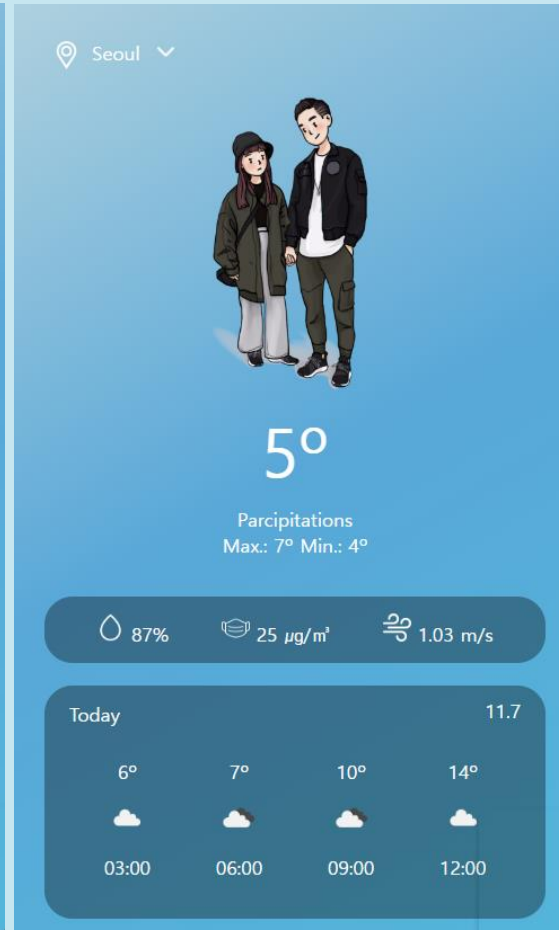 Seoul
5º
Parcipitations
Max.: 7º Min.: 4º
87% 25 μg/m³ 1.03 m/s
Today 11.7
6º 7º 10º 14º
03:00 06:00 09:00 12:00